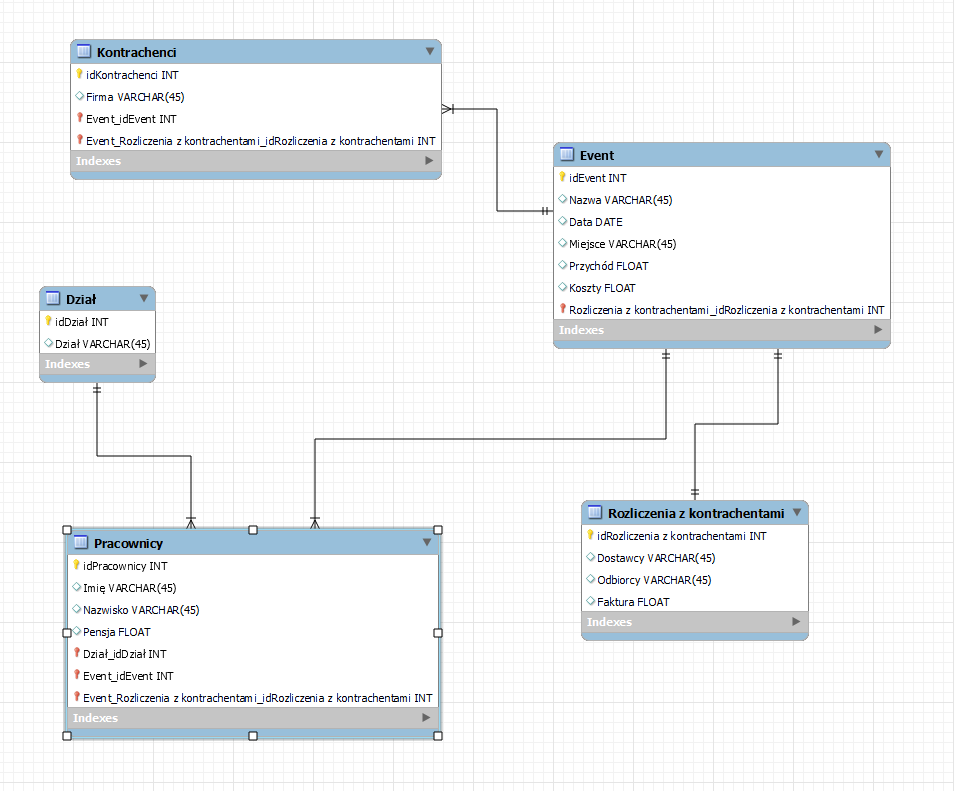 Kontrachenci
idKontrachenci INT
Firma VARCHAR(45)
Event_idEvent INT
Event_Rozliczenia z kontrachentami_idRozliczenia z kontrachentami INT
Indexes
Event
idEvent INT
Nazwa VARCHAR(45)
Data DATE
Miejsce VARCHAR(45)
Przychód FLOAT
Koszty FLOAT
Rozliczenia z kontrachentami_idRozliczenia z kontrachentami INT
Indexes
Dział
idDział INT
Dział VARCHAR(45)
Indexes
Pracownicy
idPracownicy INT
Imię VARCHAR(45)
Nazwisko VARCHAR(45)
Pensja FLOAT
Dział_idDział INT
Event_idEvent INT
Event_Rozliczenia z kontrachentami_idRozliczenia z kontrachentami INT
Indexes
Rozliczenia z kontrachentami
idRozliczenia z kontrachentami INT
Dostawcy VARCHAR(45)
Odbiorcy VARCHAR(45)
Faktura FLOAT
Indexes